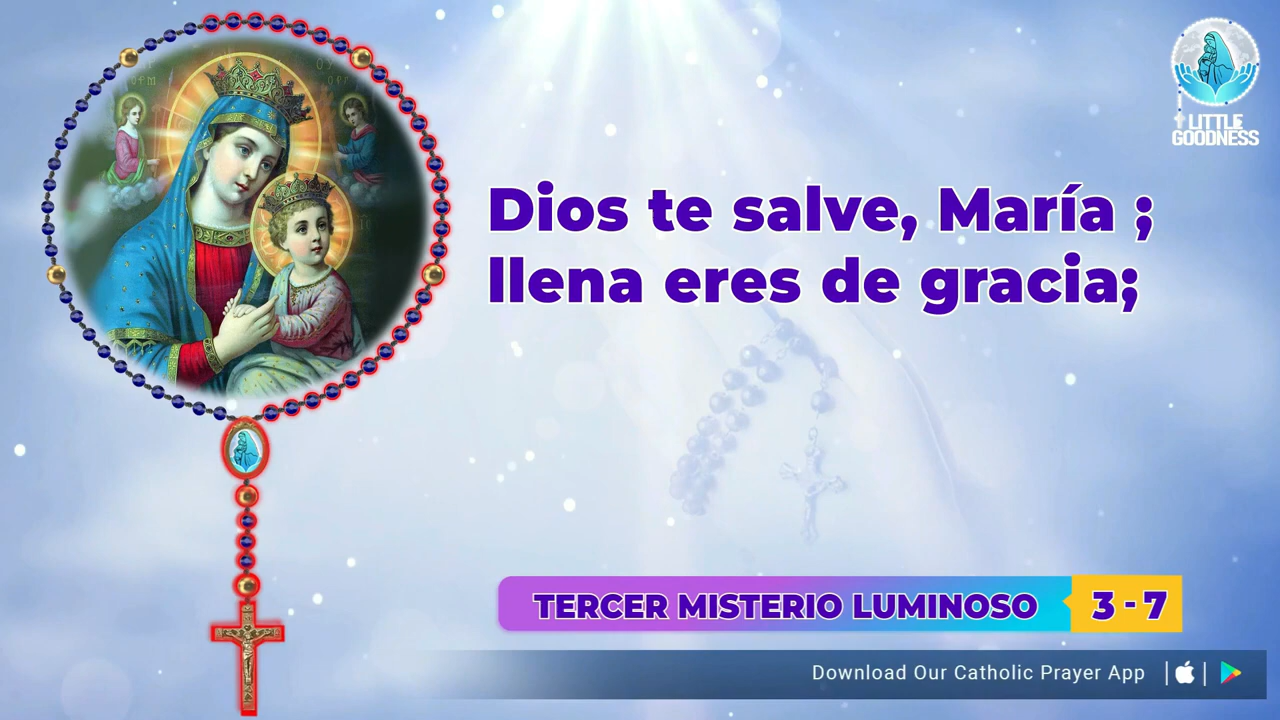 LITTLE
GOODNESS
Dios te salve, María ;
llena eres de gracia;
TERCER MISTERIO LUMINOSO
3 - 7
Download Our Catholic Prayer App